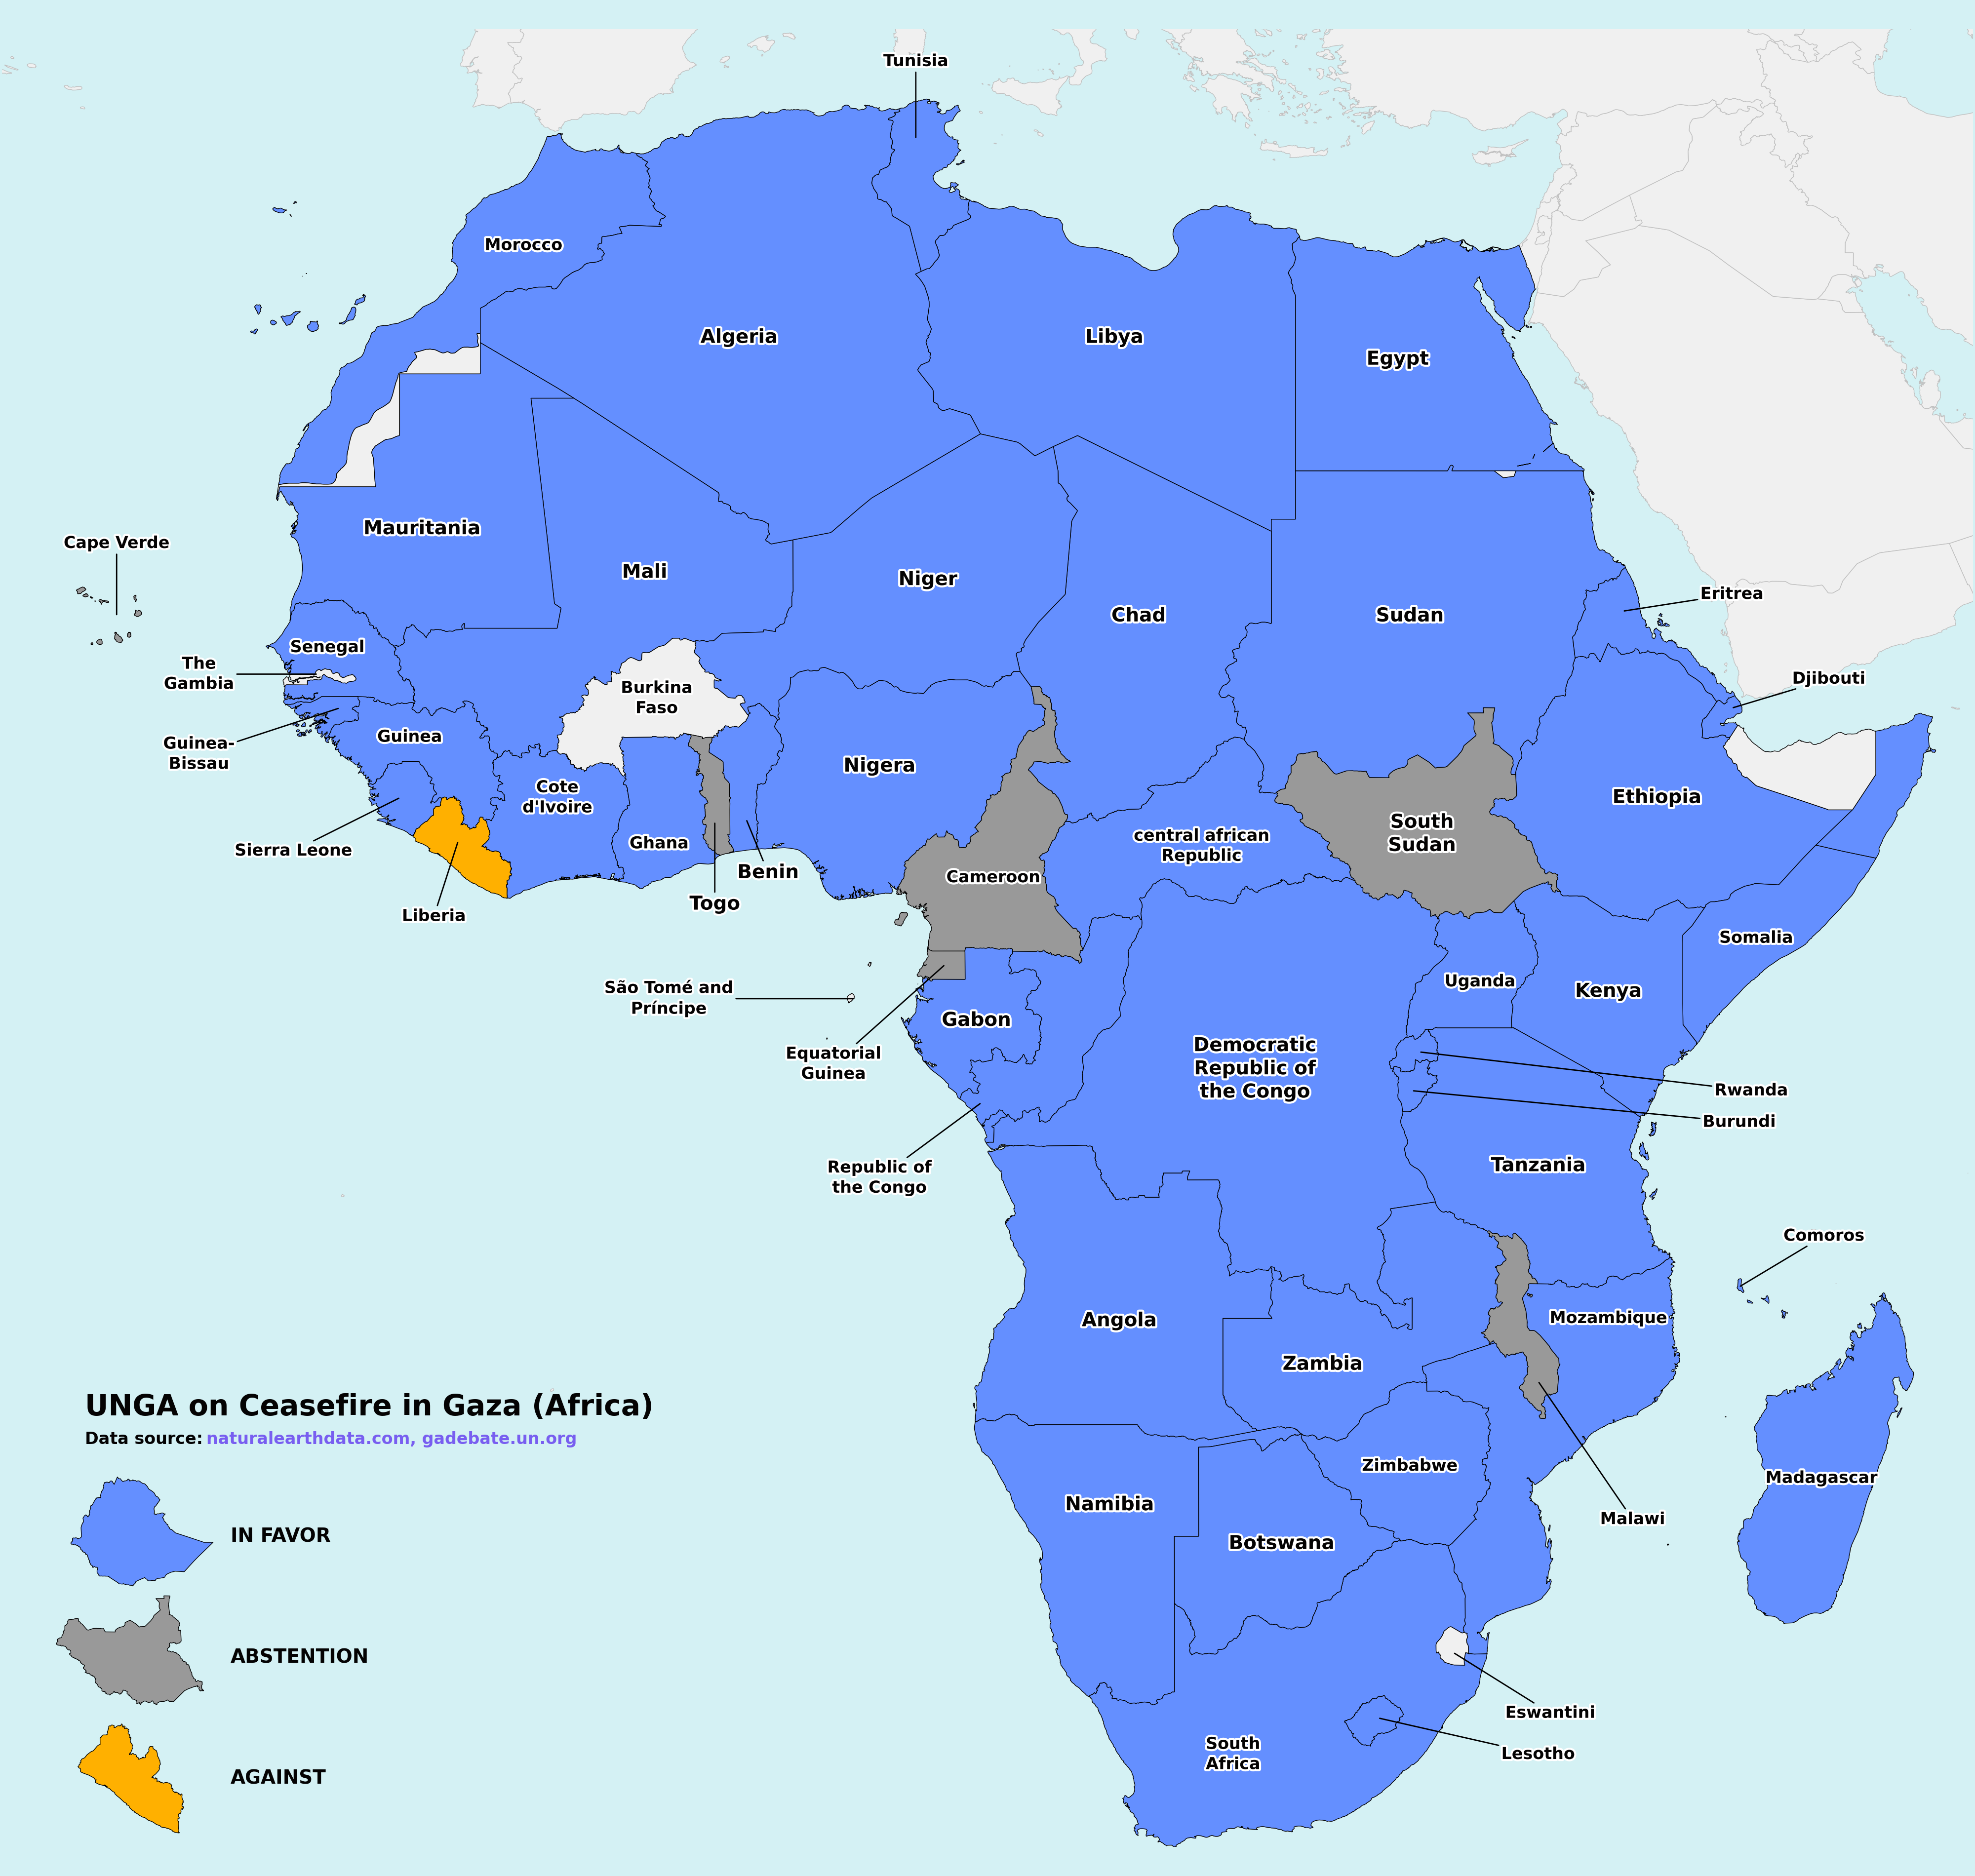 Tunisia
Morocco
Algeria
Libya
Egypt
Mauritania
Cape Verde
Mali
Niger
Chad
Sudan
Eritrea
Senegal
The
Gambia
Djibouti
Burkina
Faso
Guinea-
Bissau
Guinea
Nigera
Cote
d'Ivoire
Ethiopia
South
Sudan
central african
Republic
Ghana
Sierra Leone
Benin
Cameroon
Togo
Liberia
Somalia
Uganda
Kenya
São Tomé and
Príncipe
Gabon
Equatorial
Guinea
Democratic
Republic of
the Congo
Rwanda
Burundi
Republic of
the Congo
Tanzania
Comoros
Angola
Mozambique
Zambia
UNGA on Ceasefire in Gaza (Africa)
Data source: naturalearthdata.com, gadebate.un.org
Zimbabwe
Madagascar
Namibia
Malawi
Botswana
IN FAVOR
ABSTENTION
Eswantini
Lesotho
South
Africa
AGAINST